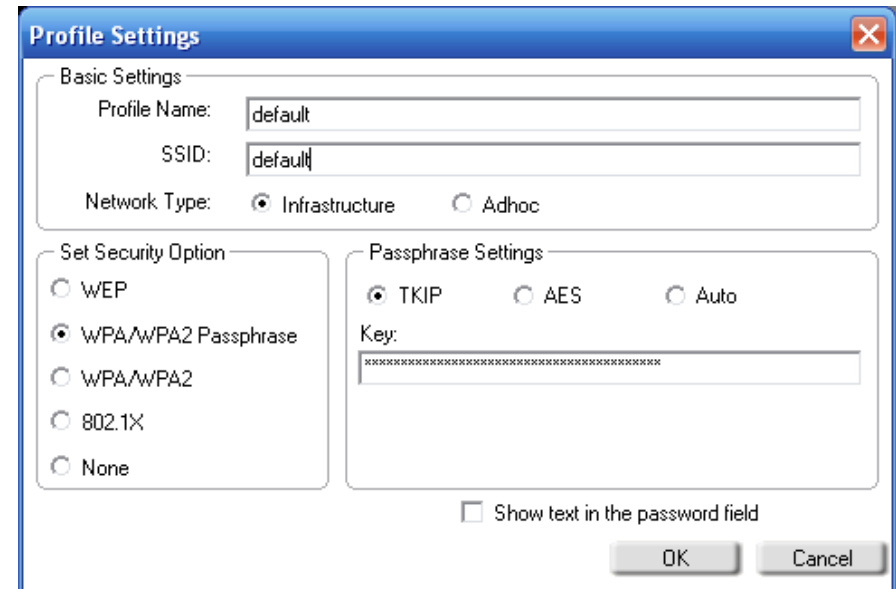 Profile Settings
Basic Settings
Profile Name: default
SSID: default
Network Type: Infrastructure Adhoc
Set Security Option
WEP
WPA/WPA2 Passphrase
WPA/WPA2
802.1X
None
Passphrase Settings
TKIP AES Auto
Key:
Show text in the password field
OK Cancel